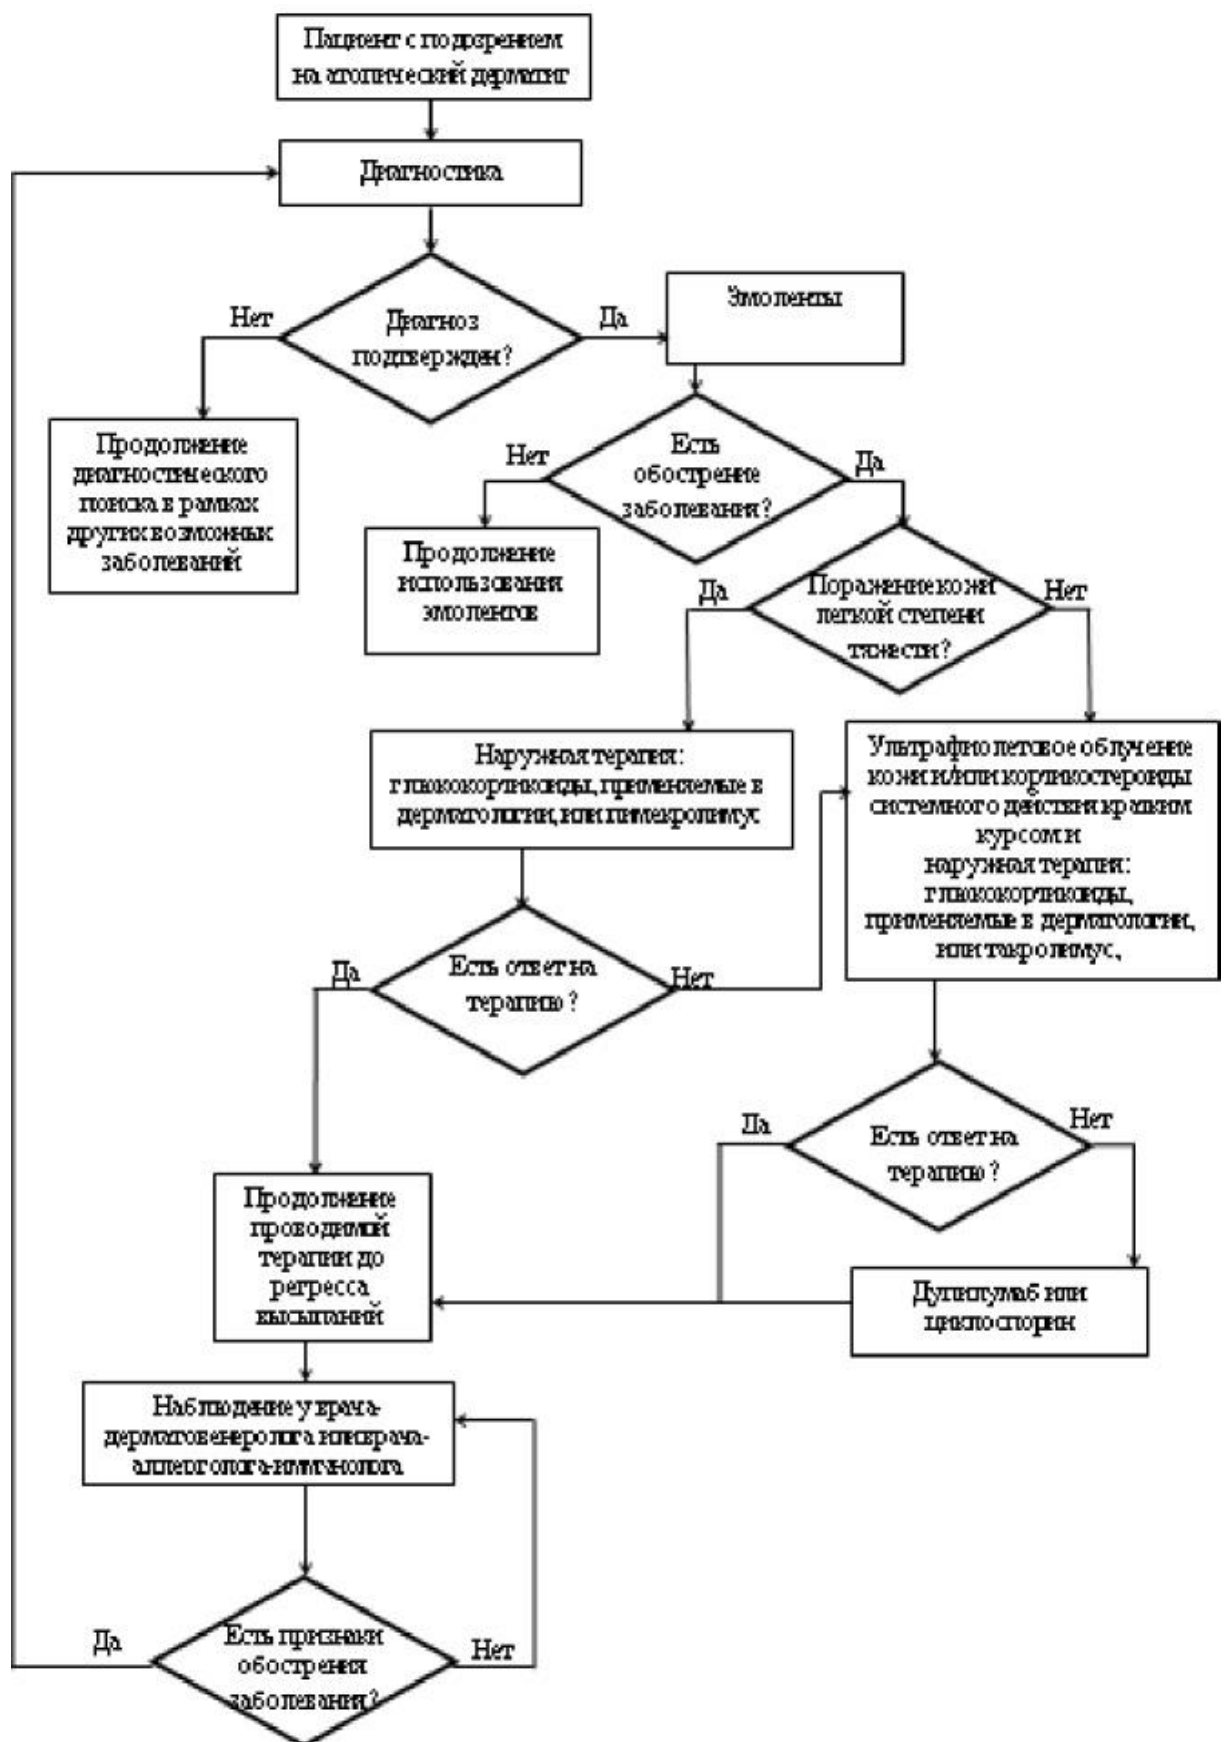 Пациент с подозрением
на атопический дерматит
Диагностика
Диагноз
подтвержден?
Нет
Да
Эмоленты
Продолжение
диагностического
поиска в рамках
других возможных
заболеваний
Есть
обострение
заболевания?
Нет
Да
Продолжение
использования
эмолентов
Поражение кожи
легкой степени
тяжести?
Да
Нет
Наружная терапия:
глюкокортикоиды, применяемые в
дерматологии, или пимекролимус
Ультрафиолетовое облучение
кожи и/или кортикостероиды
системного действия кратким
курсом и
наружная терапия:
глюкокортикоиды,
применяемые в дерматологии,
или такролимус,
Есть ответ на
терапию?
Да
Нет
Есть ответ на
терапию?
Да
Нет
Продолжение
проводимой
терапии до
регресса
высыпаний
Дупилумаб или
циклоспорин
Наблюдение у врача-
дерматовенеролога или врача-
аллерголога-иммунолога
Есть признаки
обострения
заболевания?
Да
Нет